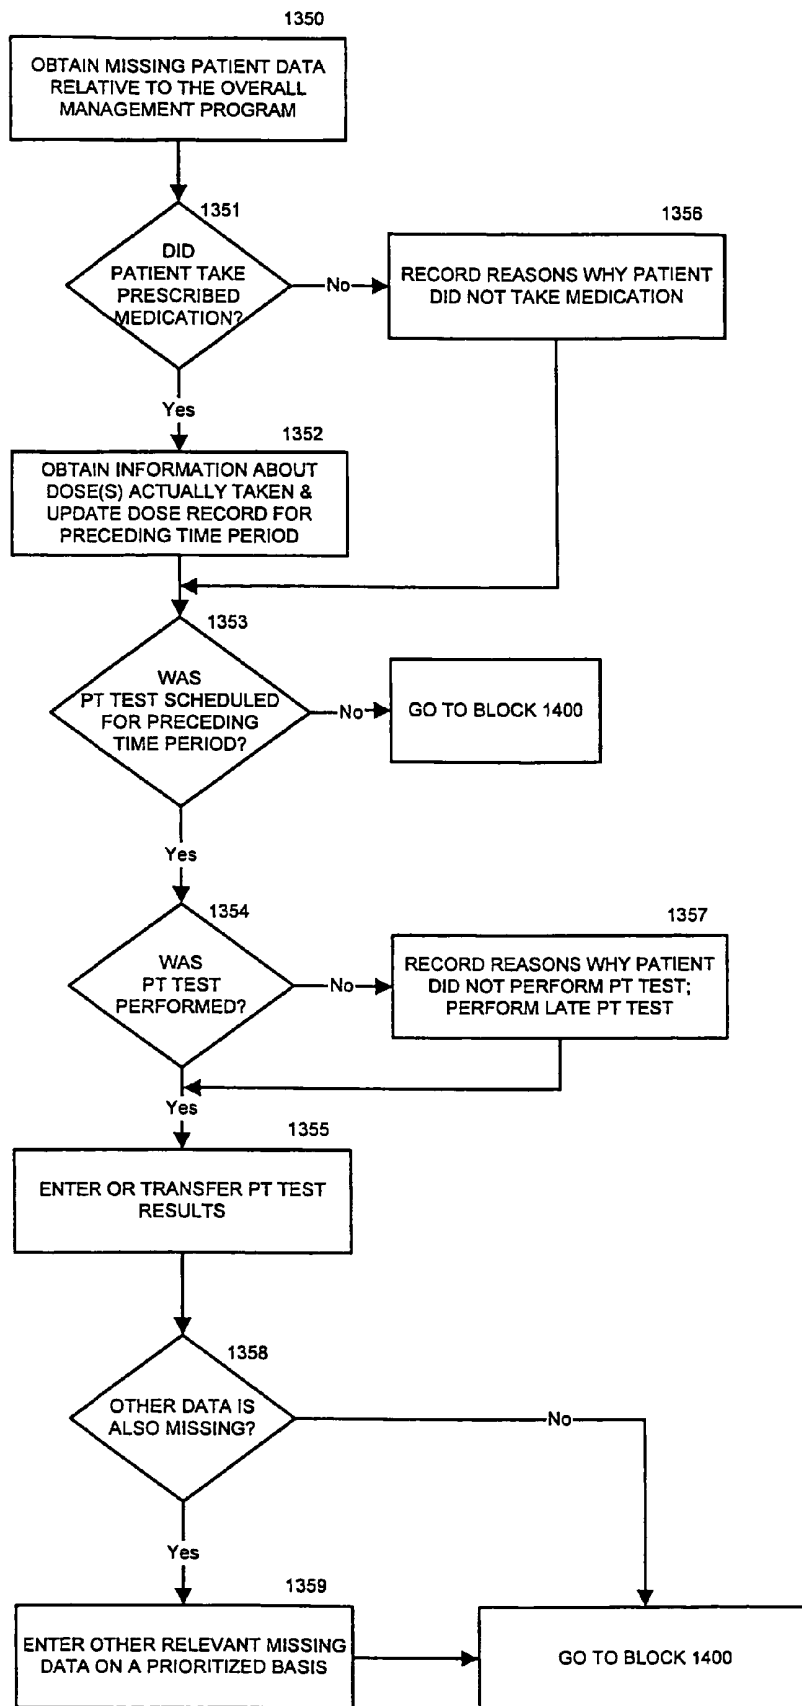 1350
OBTAIN MISSING PATIENT DATA
RELATIVE TO THE OVERALL
MANAGEMENT PROGRAM
1351
DID
PATIENT TAKE
PRESCRIBED
MEDICATION?
No
1356
RECORD REASONS WHY PATIENT
DID NOT TAKE MEDICATION
Yes
1352
OBTAIN INFORMATION ABOUT
DOSE(S) ACTUALLY TAKEN &
UPDATE DOSE RECORD FOR
PRECEDING TIME PERIOD
1353
WAS
PT TEST SCHEDULED
FOR PRECEDING
TIME PERIOD?
No
GO TO BLOCK 1400
Yes
1354
WAS
PT TEST
PERFORMED?
No
1357
RECORD REASONS WHY PATIENT
DID NOT PERFORM PT TEST;
PERFORM LATE PT TEST
Yes
1355
ENTER OR TRANSFER PT TEST
RESULTS
1358
OTHER DATA IS
ALSO MISSING?
No
Yes
1359
ENTER OTHER RELEVANT MISSING
DATA ON A PRIORITIZED BASIS
GO TO BLOCK 1400